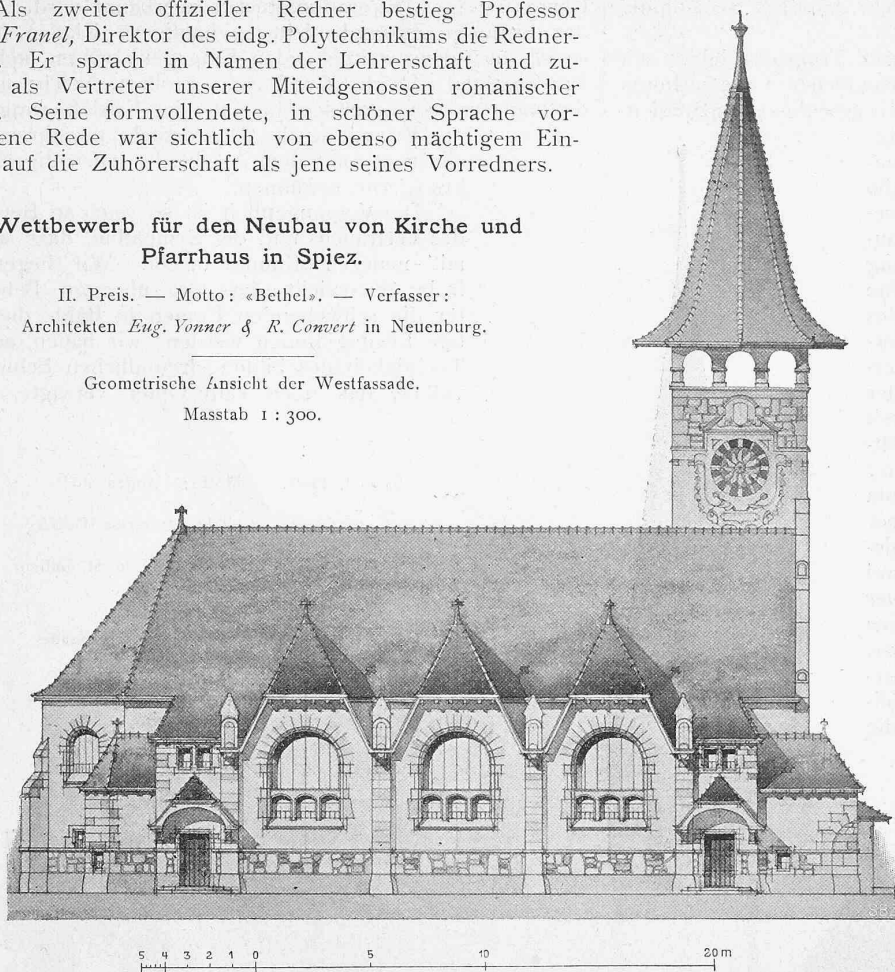 Als zweiter offizieller Redner bestieg Professor
Franel, Direktor des eidg. Polytechnikums die Redner-
Er sprach im Namen der Lehrerschaft und zu-
als Vertreter unserer Miteidgenossen romanischer
Seine formvollendete, in schöner Sprache vor-
ene Rede war sichtlich von ebenso mächtigem Ein-
auf die Zuhörerschaft als jene seines Vorredners.
Wettbewerb für den Neubau von Kirche und
Pfarrhaus in Spiez.
II. Preis. — Motto: «Bethel». — Verfasser:
Architekten Eug. Yonner & R. Convert in Neuenburg.
Geometrische Ansicht der Westfassade.
Masstab 1 : 300.
5 4 3 2 1 0 5 10 20 m